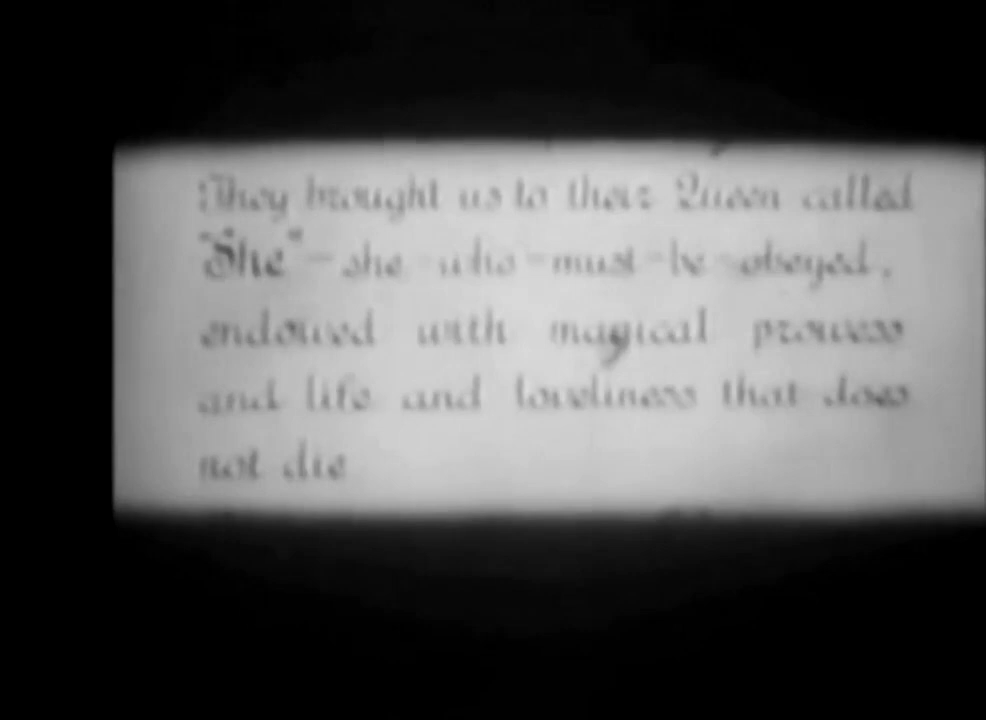 They brought us to their Queen called
"She" - she - who - must - be - obeyed,
endowed with magical prowess
and life and loveliness that does
not die